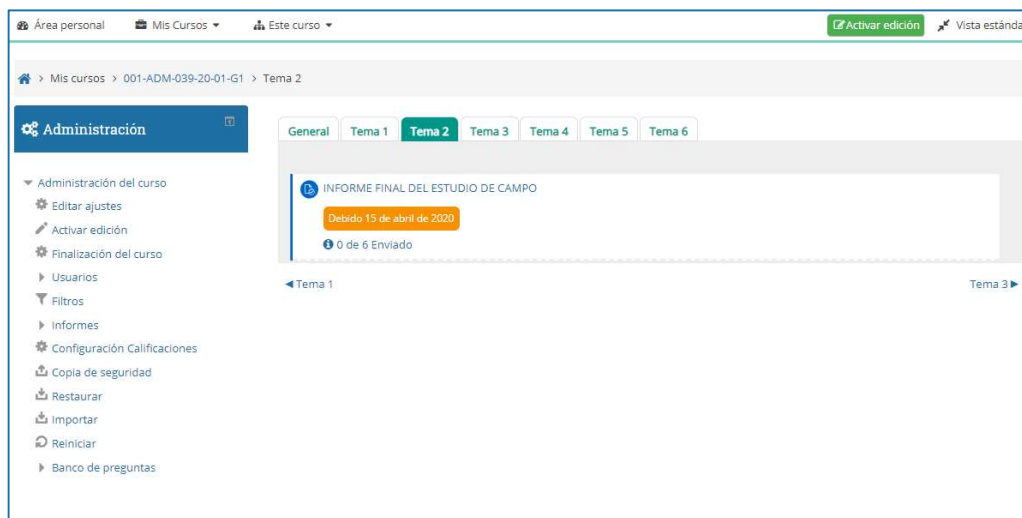 Área personal Mis Cursos Este curso Activar edición Vista estánda
Mis cursos > 001-ADM-039-20-01-G1 > Tema 2
Administración
General Tema 1 Tema 2 Tema 3 Tema 4 Tema 5 Tema 6
Administración del curso
Editar ajustes
Activar edición
Finalización del curso
Usuarios
Filtros
Informes
Configuración Calificaciones
Copia de seguridad
Restaurar
Importar
Reiniciar
Banco de preguntas
INFORME FINAL DEL ESTUDIO DE CAMPO
Debido 15 de abril de 2020
0 de 6 Enviado
Tema 1 Tema 3